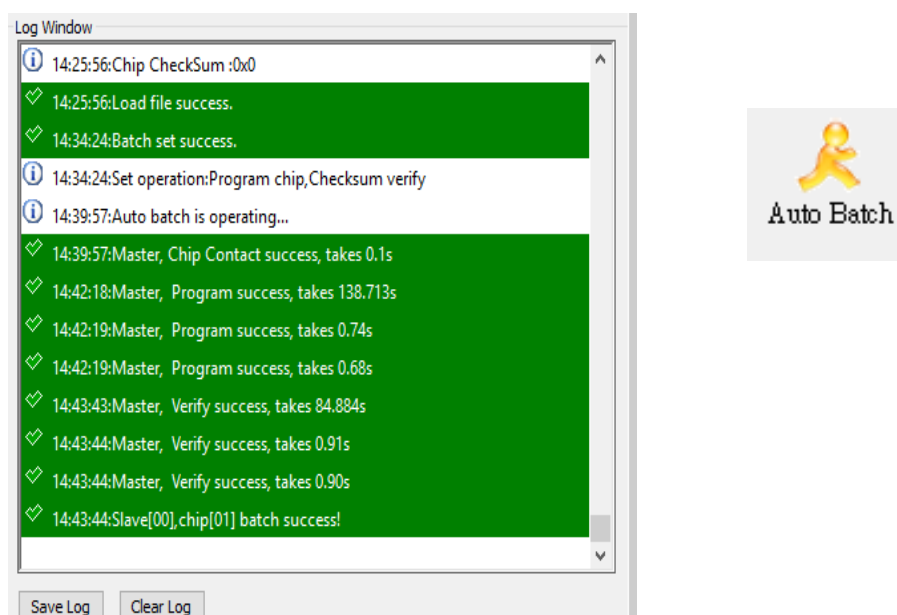 Log Window
14:25:56:Chip CheckSum :0x0
14:25:56:Load file success.
14:34:24:Batch set success.
14:34:24:Set operation:Program chip,Checksum verify
14:39:57:Auto batch is operating...
14:39:57:Master, Chip Contact success, takes 0.1s
14:42:18:Master,  Program success, takes 138.713s
14:42:19:Master,  Program success, takes 0.74s
14:42:19:Master,  Program success, takes 0.68s
14:43:43:Master,  Verify success, takes 84.884s
14:43:44:Master,  Verify success, takes 0.91s
14:43:44:Master,  Verify success, takes 0.90s
14:43:44:Slave[00],chip[01] batch success!
Save Log
Clear Log
Auto Batch